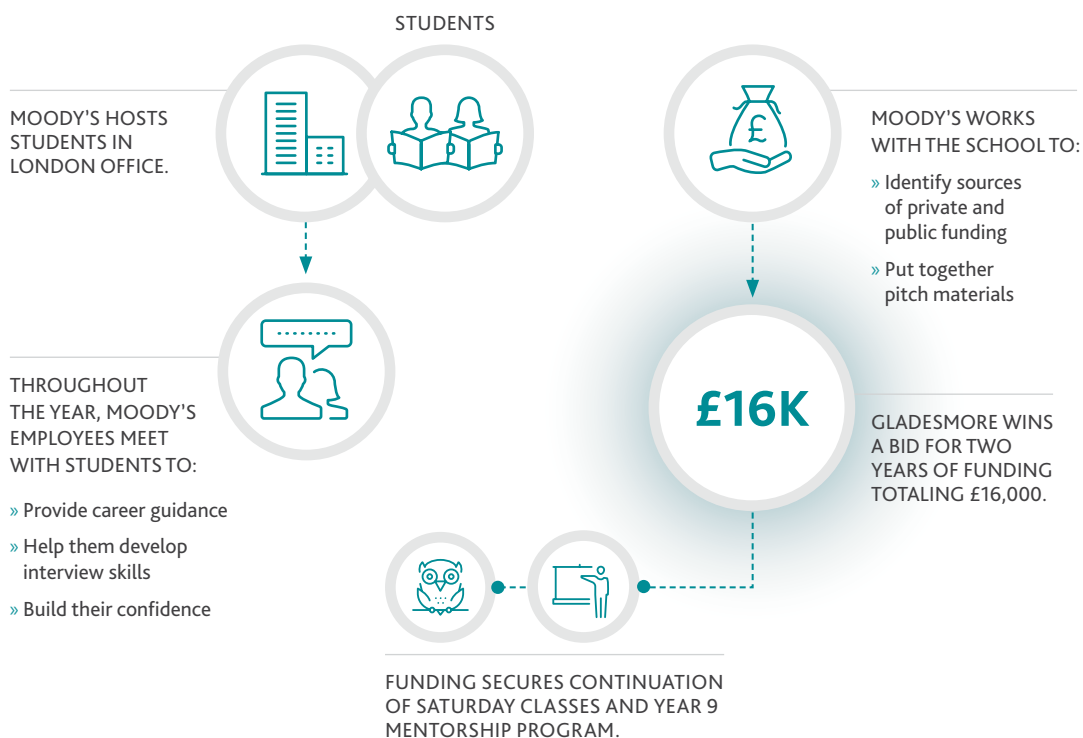 STUDENTS
MOODY'S HOSTS
STUDENTS IN
LONDON OFFICE.
THROUGHOUT
THE YEAR, MOODY'S
EMPLOYEES MEET
WITH STUDENTS TO:
» Provide career guidance
» Help them develop
interview skills
» Build their confidence
£
MOODY'S WORKS
WITH THE SCHOOL TO:
» Identify sources
of private and
public funding
» Put together
pitch materials
£16K
GLADESMORE WINS
A BID FOR TWO
YEARS OF FUNDING
TOTALING £16,000.
FUNDING SECURES CONTINUATION
OF SATURDAY CLASSES AND YEAR 9
MENTORSHIP PROGRAM.